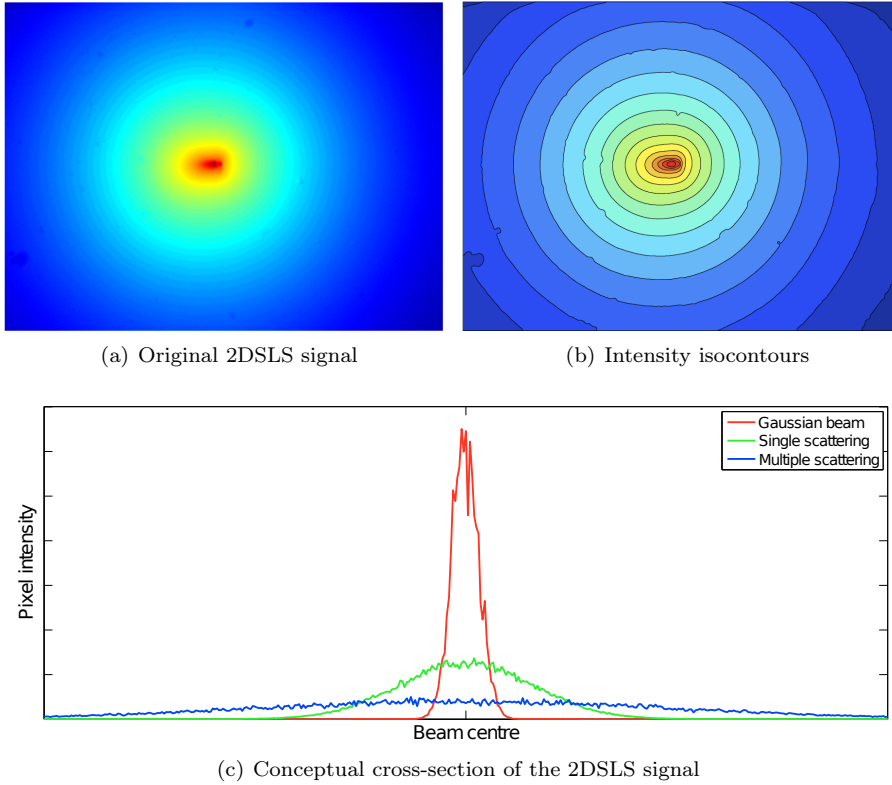 (a) Original 2DSLS signal
(b) Intensity isocontours
Gaussian beam
Single scattering
Multiple scattering
Pixel intensity
Beam centre
(c) Conceptual cross-section of the 2DSLS signal